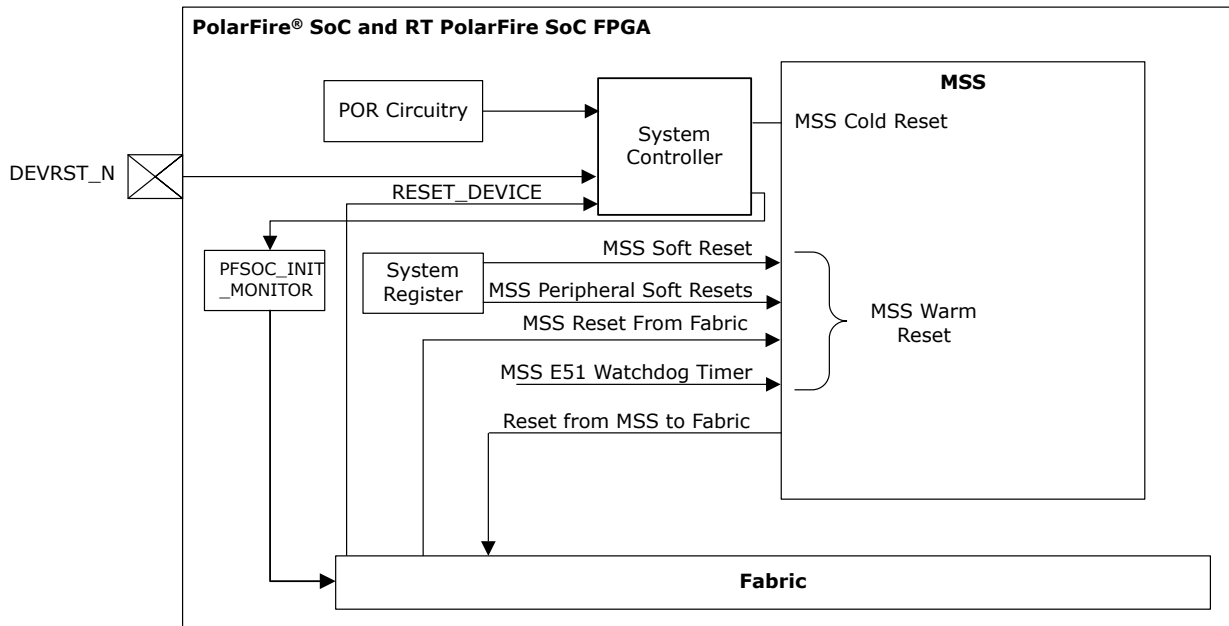 PolarFire® SoC and RT PolarFire SoC FPGA
MSS
POR Circuitry
System
Controller
MSS Cold Reset
DEVRST_N
RESET_DEVICE
PFSOC_INIT
_MONITOR
System
Register
MSS Soft Reset
MSS Peripheral Soft Resets
MSS Reset From Fabric
MSS E51 Watchdog Timer
MSS Warm
Reset
Reset from MSS to Fabric
Fabric